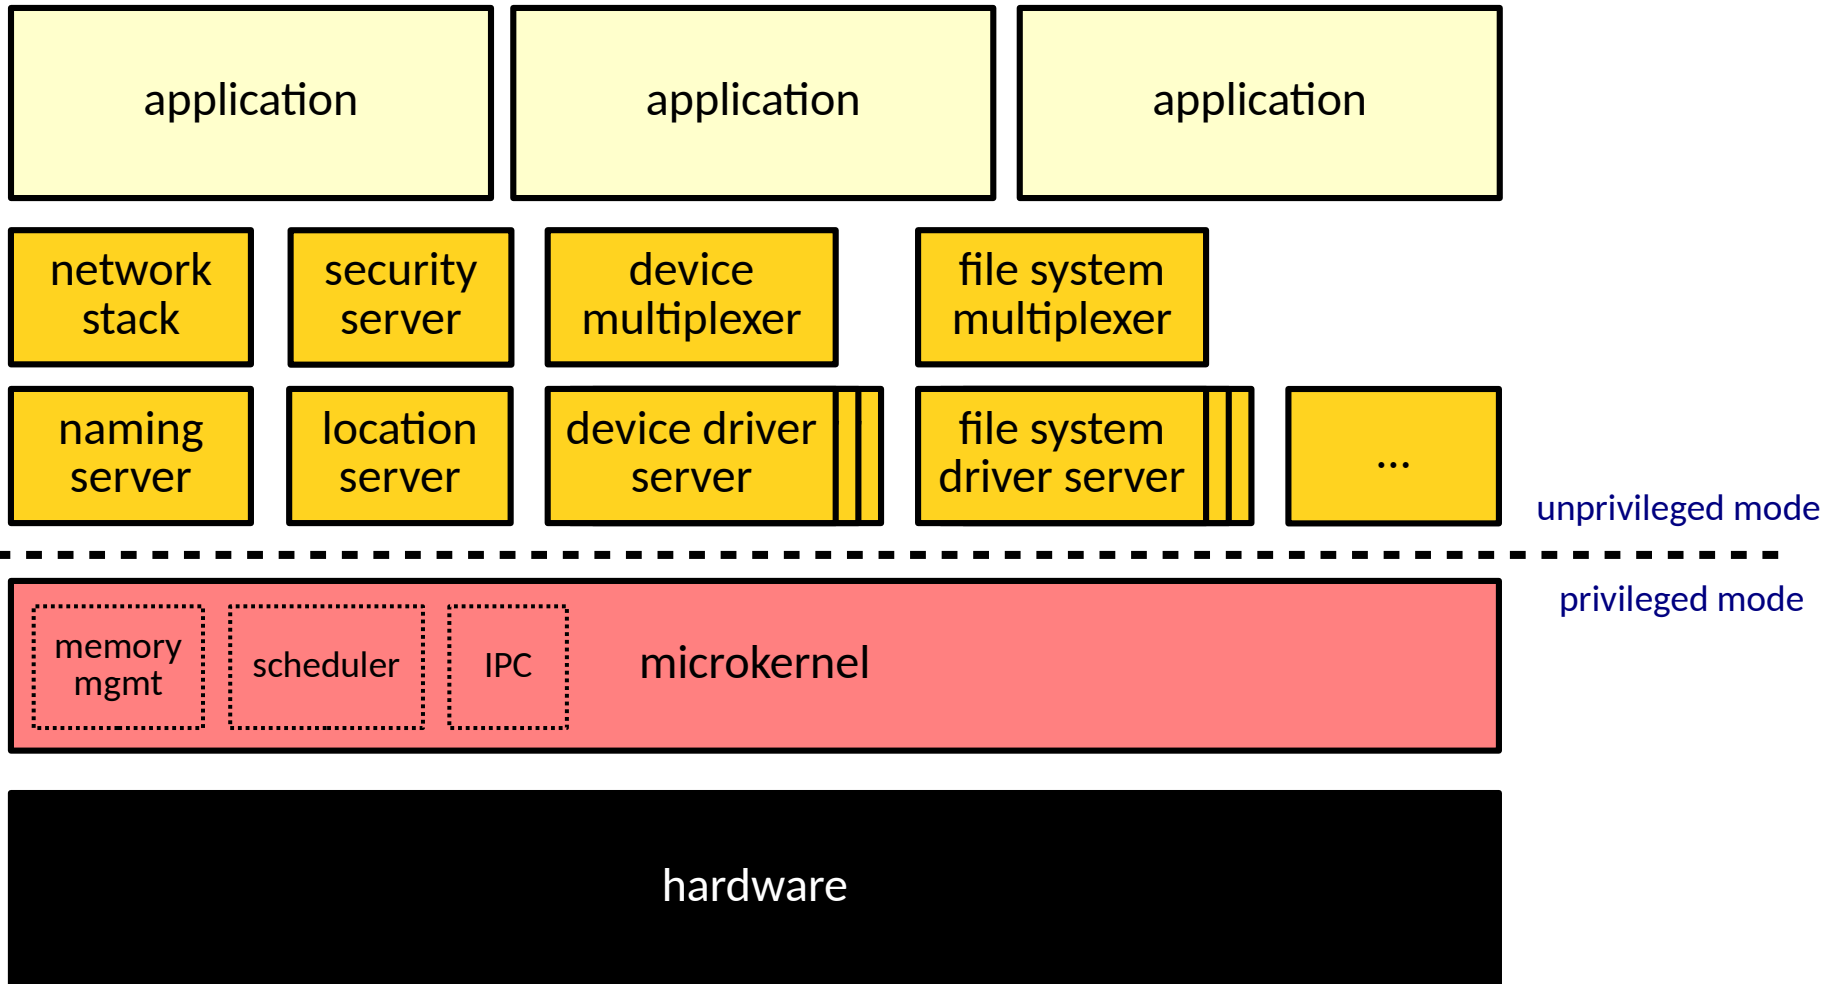 application
application
application
network
stack
security
server
device
multiplexer
file system
multiplexer
naming
server
location
server
device driver
server
file system
driver server
...
unprivileged mode
privileged mode
memory
mgmt
scheduler
IPC
microkernel
hardware